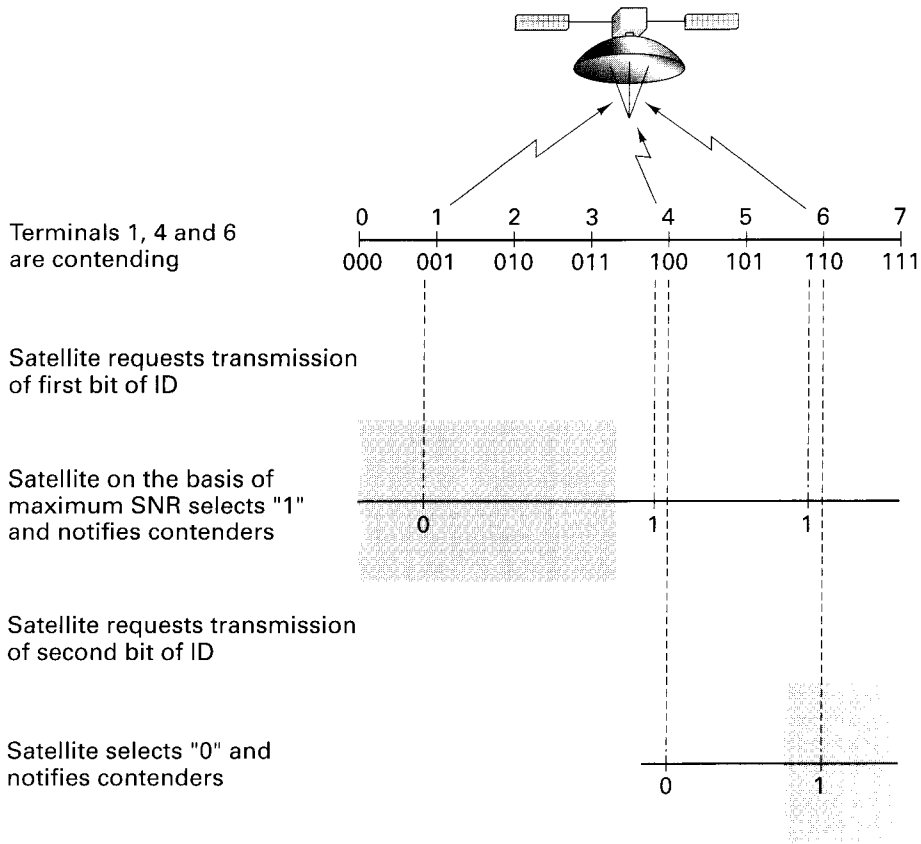 0 1 2 3 4 5 6 7
Terminals 1, 4 and 6
are contending
000 001 010 011 100 101 110 111
Satellite requests transmission
of first bit of ID
Satellite on the basis of
maximum SNR selects "1"
and notifies contenders
0 1 1
Satellite requests transmission
of second bit of ID
Satellite selects "0" and
notifies contenders
0 1